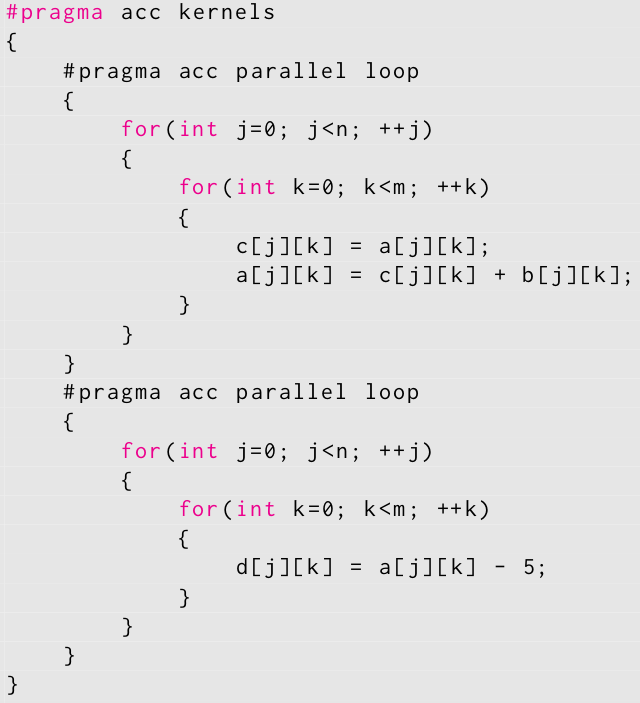 #pragma acc kernels
{
    #pragma acc parallel loop
    {
        for(int j=0; j<n; ++j)
        {
            for(int k=0; k<m; ++k)
            {
                c[j][k] = a[j][k];
                a[j][k] = c[j][k] + b[j][k];
            }
        }
    }
    #pragma acc parallel loop
    {
        for(int j=0; j<n; ++j)
        {
            for(int k=0; k<m; ++k)
            {
                d[j][k] = a[j][k] - 5;
            }
        }
    }
}